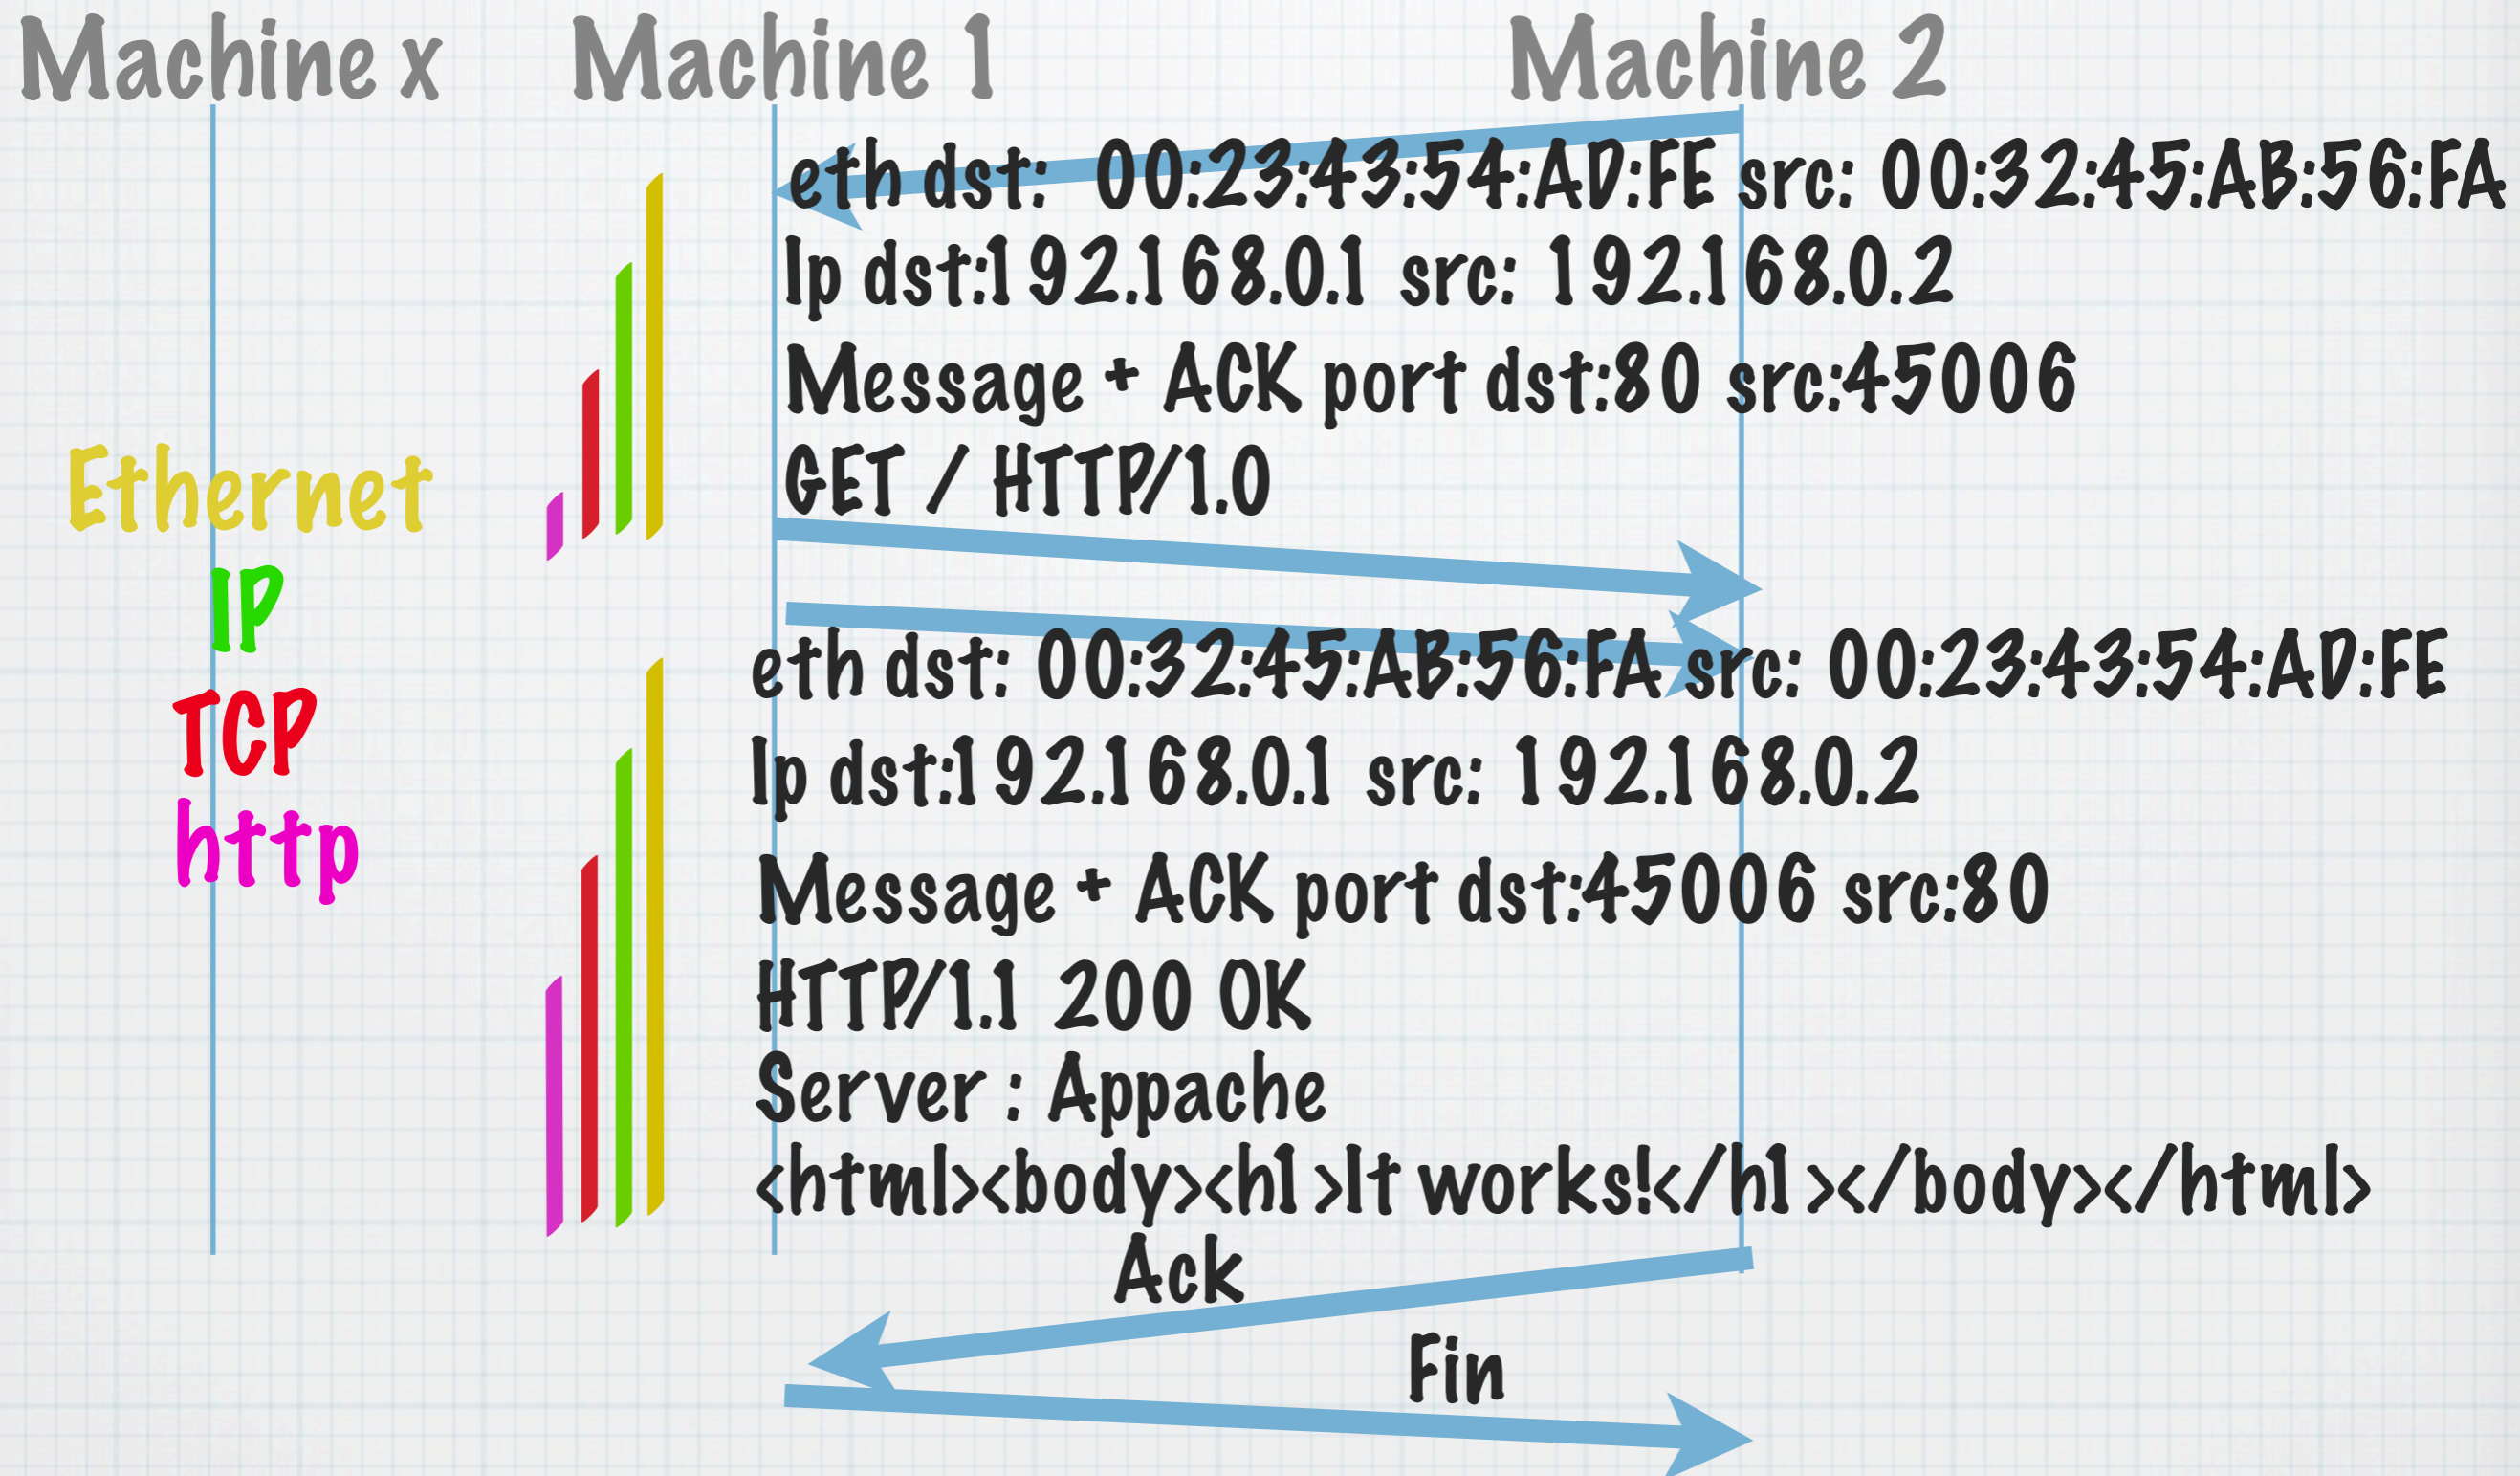 Machine x Machine 1 Machine 2
eth dst: 00:23:43:54:AD:FE src: 00:32:45:AB:56:FA
Ip dst:192.168.0.1 src: 192.168.0.2
Message + ACK port dst:80 src:45006
GET / HTTP/1.0
Ethernet
IP
TCP
http
eth dst: 00:32:45:AB:56:FA src: 00:23:43:54:AD:FE
Ip dst:192.168.0.1 src: 192.168.0.2
Message + ACK port dst:45006 src:80
HTTP/1.1 200 OK
Server : Appache
<html><body><h1>It works!</h1></body></html>
Ack
Fin